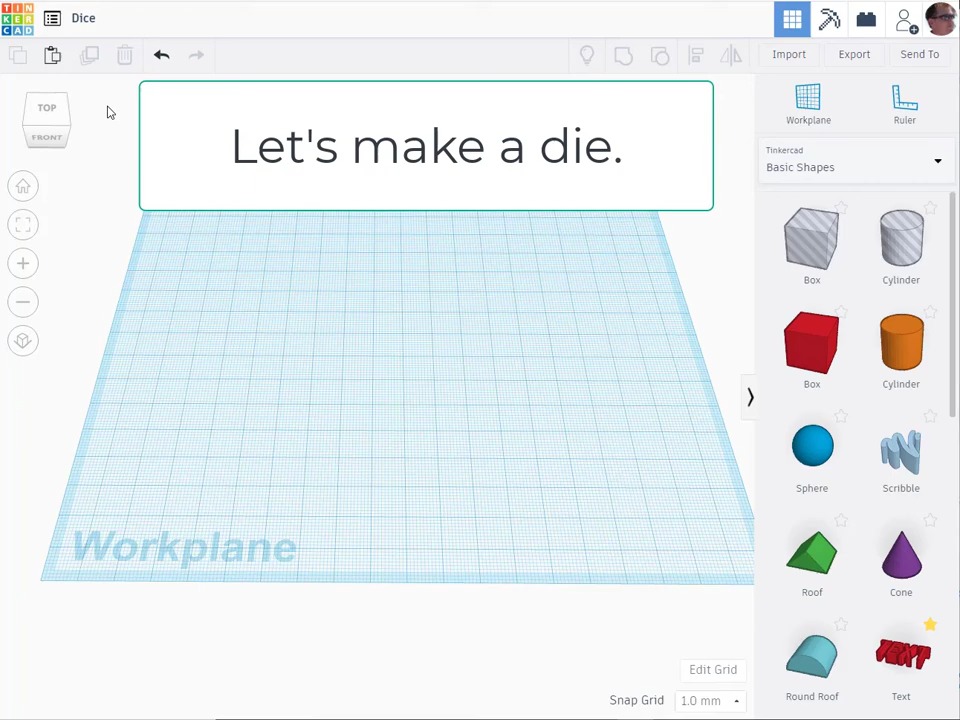 TIN
KER
CAD
Dice
Import
Export
Send To
TOP
FRONT
Let's make a die.
Workplane
Ruler
Tinkercad
Basic Shapes
Box
Cylinder
Box
Cylinder
Sphere
Scribble
Roof
Cone
TEXT
Round Roof
Text
Workplane
Edit Grid
Snap Grid
1.0 mm